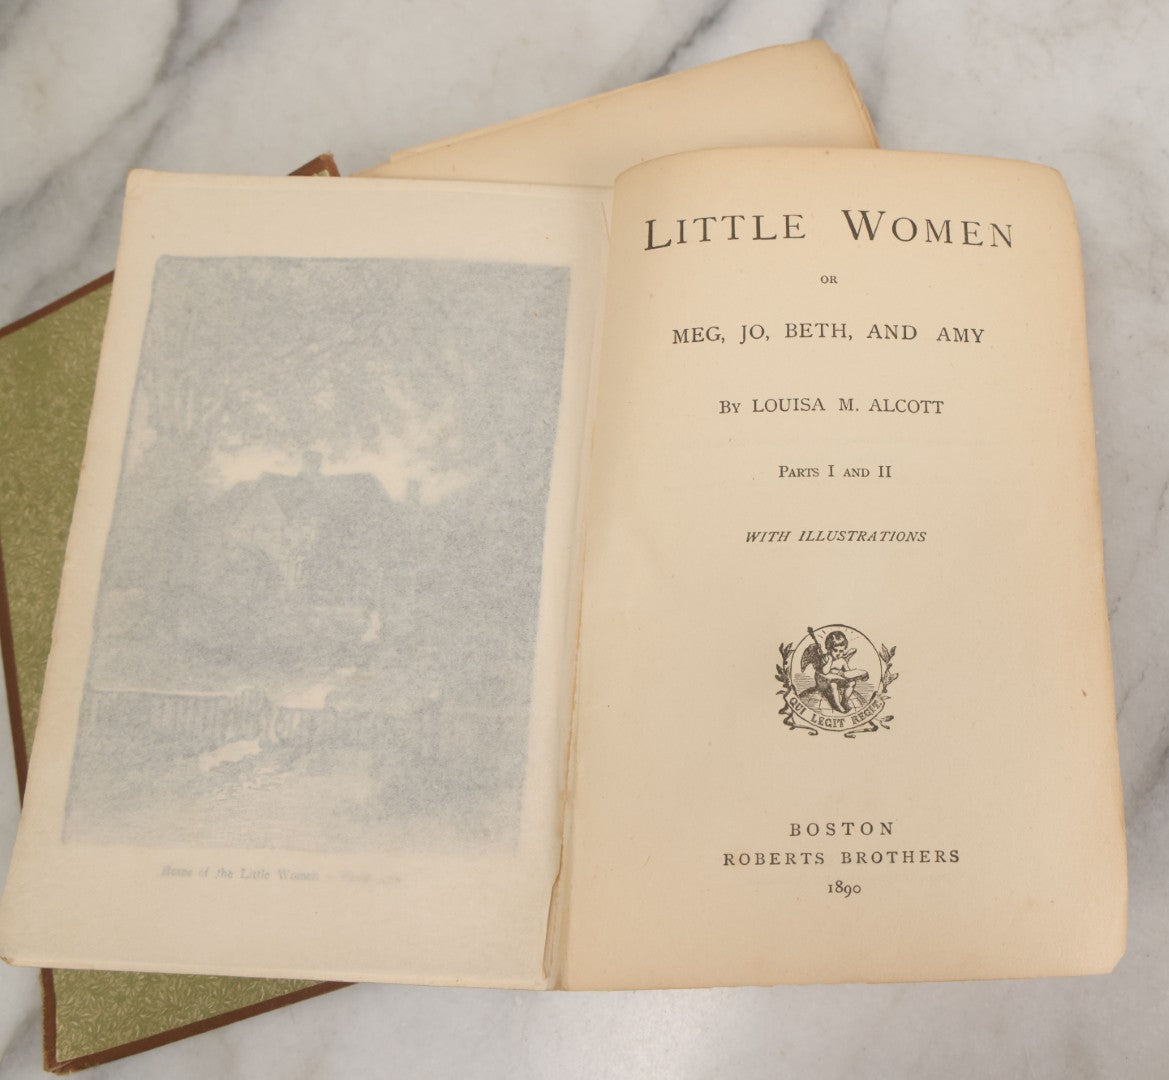 Home of the Little Women
LITTLE WOMEN
OR
MEG, JO, BETH, AND AMY
By LOUISA M. ALCOTT
PARTS I AND II
WITH ILLUSTRATIONS
QUI LEGIT REGIT
BOSTON
ROBERTS BROTHERS
1890